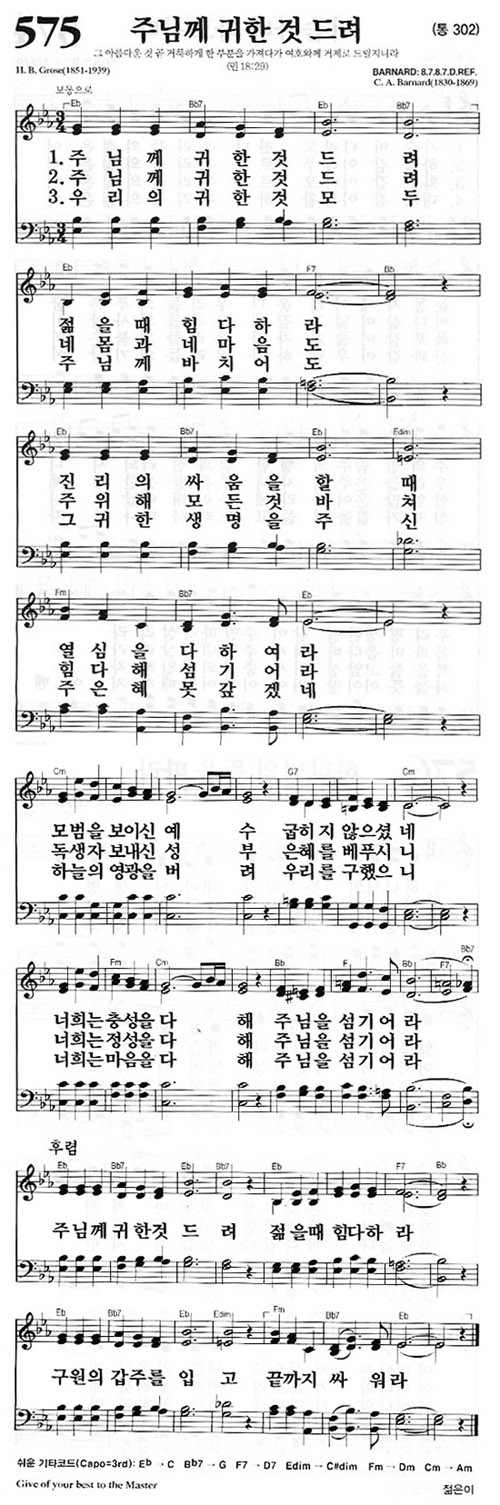 575
주님께 귀한 것 드려
(통 302)
그 아름다운 것 곧 거룩하게 한 부분을 가져다가 여호와께 거제로 드릴지니라
(민 18:29)
H. B. Grose(1851-1939)
BARNARD: 8.7.8.7.D.REF.
C. A. Barnard(1830-1869)
보통으로
Eb Bb7 Eb Bb7
1. 주 님 께 귀 한 것 드 려
2. 주 님 께 귀 한 것 드 려
3. 우 리 의 귀 한 것 모 두
Eb F7 Bb
젊 을 때 힘 다 하 라
네 몸 과 네 마 음 도
주 님 께 바 치 어 도
Eb Bb7 Eb Edim
진 리 의 싸 움 을 할 때
주 위 해 모 든 것 바 쳐
그 귀 한 생 명 을 주 신
Fm Bb7 Eb
열 심 을 다 하 여 라
힘 다 해 섬 기 어 라
주 은 혜 못 갚 겠 네
Cm G7 Cm
모범을 보이신 예 수 굽히지 않으셨네
독생자 보내신 성 부 은혜를 베푸시니
하늘의 영광을 버 려 우리를 구했으니
Fm Cm Bb F Bb F7 Bb7
너희는 충성을 다 해 주님을 섬기어라
너희는 정성을 다 해 주님을 섬기어라
너희는 마음을 다 해 주님을 섬기어라
후렴
Eb Bb7 Eb Bb7 Eb F7 Bb
주님께 귀한것 드 려 젊을때 힘다하 라
Eb Bb7 Eb Edim Fm Bb7 Eb
구원의 갑주를 입 고 끝까지 싸 워라
쉬운 기타코드(Capo=3rd): Eb → C Bb7 → G F7 → D7 Edim → C#dim Fm → Dm Cm → Am
Give of your best to the Master
젊은이